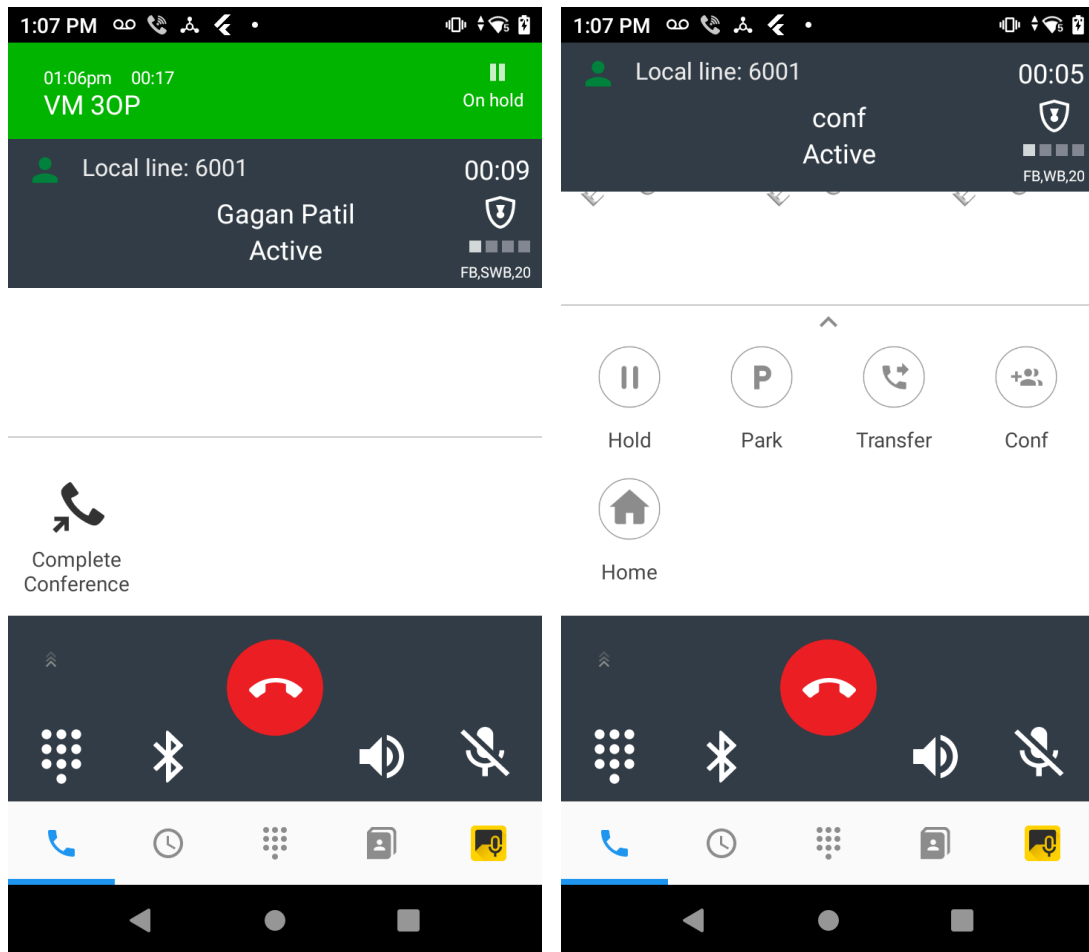 1:07 PM
01:06pm 00:17
VM 3OP
On hold
Local line: 6001
00:09
Gagan Patil
Active
FB,SWB,20
Complete
Conference
1:07 PM
Local line: 6001
00:05
conf
Active
FB,WB,20
Hold
Park
Transfer
Conf
Home